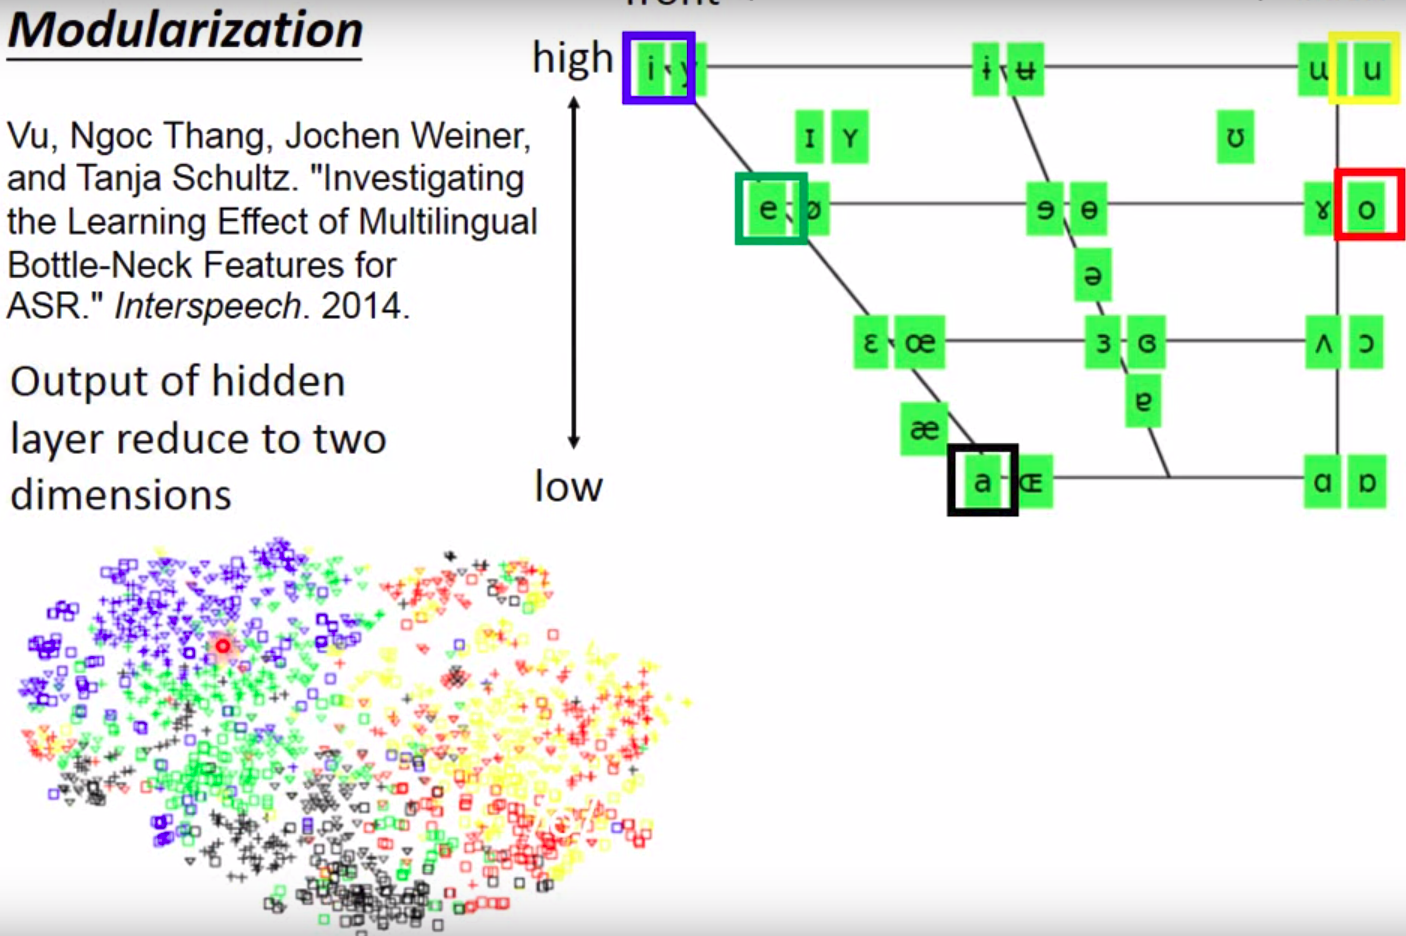 Modularization
Vu, Ngoc Thang, Jochen Weiner,
and Tanja Schultz. "Investigating
the Learning Effect of Multilingual
Bottle-Neck Features for
ASR." Interspeech. 2014.
Output of hidden
layer reduce to two
dimensions
front
high
low
i y ɨ ʉ ɯ u
ɪ ʏ ʊ
e ø ɘ ɵ ɤ o
ə
ɛ œ ɜ ɞ ʌ ɔ
ɐ
æ
a ɶ ɑ ɒ